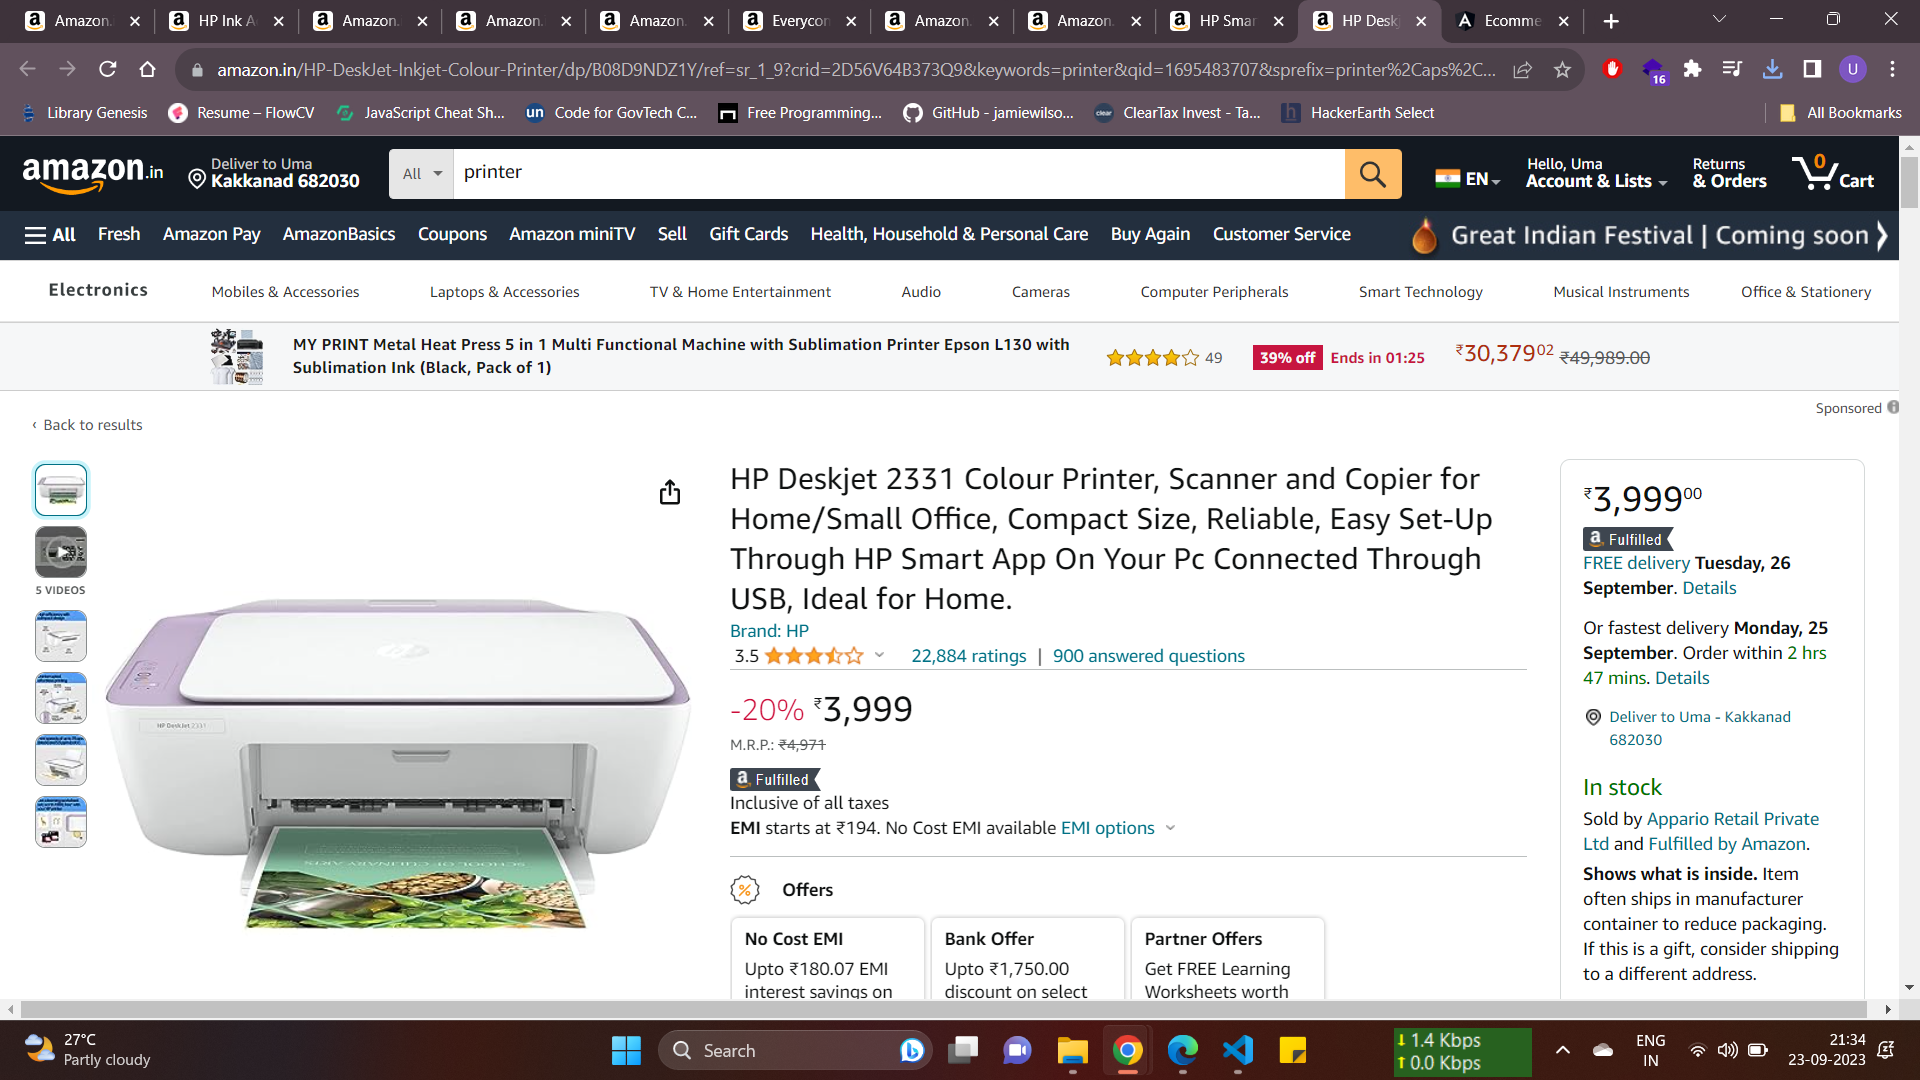 Amazon.
HP Ink A
Amazon.
Amazon.
Amazon.
Everycon
Amazon.
Amazon.
HP Smar
HP Desk
Ecomme
amazon.in/HP-DeskJet-Inkjet-Colour-Printer/dp/B08D9NDZ1Y/ref=sr_1_9?crid=2D56V64B373Q9&keywords=printer&qid=1695483707&sprefix=printer%2Caps%2C...
16
U
Library Genesis
Resume – FlowCV
JavaScript Cheat Sh...
un Code for GovTech C...
Free Programming...
GitHub - jamiewilso...
clear ClearTax Invest - Ta...
h HackerEarth Select
All Bookmarks
amazon.in
Deliver to Uma
Kakkanad 682030
All
printer
EN
Hello, Uma
Account & Lists
Returns
& Orders
0
Cart
All
Fresh
Amazon Pay
AmazonBasics
Coupons
Amazon miniTV
Sell
Gift Cards
Health, Household & Personal Care
Buy Again
Customer Service
Great Indian Festival | Coming soon
Electronics
Mobiles & Accessories
Laptops & Accessories
TV & Home Entertainment
Audio
Cameras
Computer Peripherals
Smart Technology
Musical Instruments
Office & Stationery
MY PRINT Metal Heat Press 5 in 1 Multi Functional Machine with Sublimation Printer Epson L130 with
Sublimation Ink (Black, Pack of 1)
49
39% off
Ends in 01:25
₹30,37902
₹49,989.00
Sponsored
‹ Back to results
5 VIDEOS
hp
HP DeskJet 2331
SCHOOL OF CULINARY ARTS
HP Deskjet 2331 Colour Printer, Scanner and Copier for
Home/Small Office, Compact Size, Reliable, Easy Set-Up
Through HP Smart App On Your Pc Connected Through
USB, Ideal for Home.
Brand: HP
3.5
22,884 ratings | 900 answered questions
-20% ₹3,999
M.R.P.: ₹4,971
a Fulfilled
Inclusive of all taxes
EMI starts at ₹194. No Cost EMI available EMI options
% Offers
No Cost EMI
Upto ₹180.07 EMI
interest savings on
Bank Offer
Upto ₹1,750.00
discount on select
Partner Offers
Get FREE Learning
Worksheets worth
₹3,99900
a Fulfilled
FREE delivery Tuesday, 26
September. Details
Or fastest delivery Monday, 25
September. Order within 2 hrs
47 mins. Details
Deliver to Uma - Kakkanad
682030
In stock
Sold by Appario Retail Private
Ltd and Fulfilled by Amazon.
Shows what is inside. Item
often ships in manufacturer
container to reduce packaging.
If this is a gift, consider shipping
to a different address.
27°C
Partly cloudy
Search
1.4 Kbps
0.0 Kbps
ENG
IN
21:34
23-09-2023